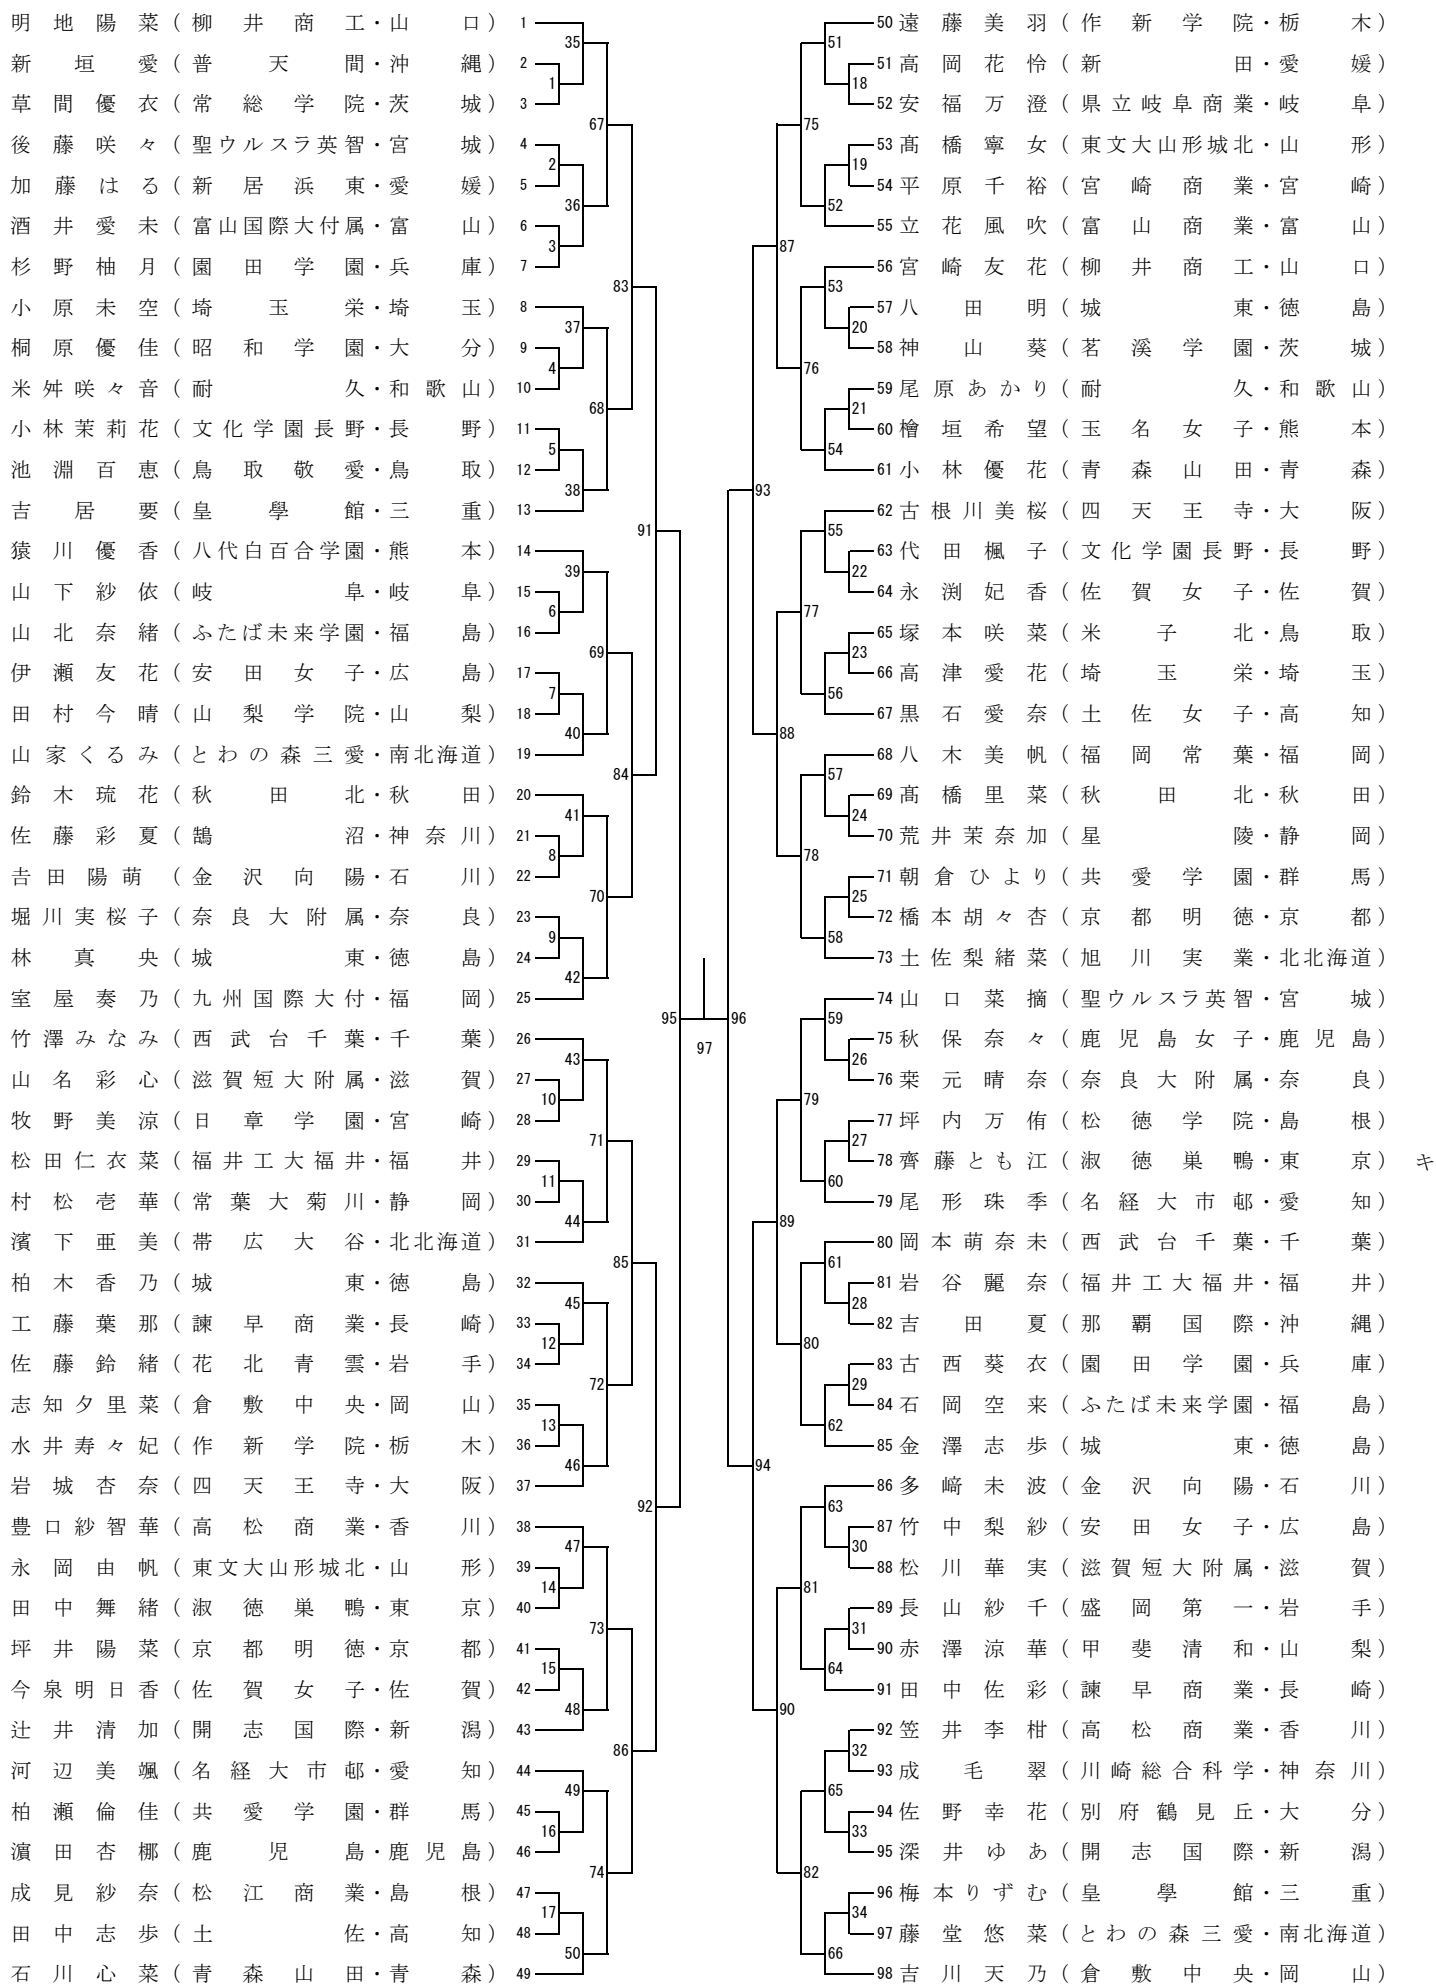 明地陽菜（柳井商工・山口） 1
新垣愛（普天間・沖縄） 2
草間優衣（常総学院・茨城） 3
後藤咲々（聖ウルスラ英智・宮城） 4
加藤はる（新居浜東・愛媛） 5
酒井愛未（富山国際大付属・富山） 6
杉野柚月（園田学園・兵庫） 7
小原未空（埼玉栄・埼玉） 8
桐原優佳（昭和学園・大分） 9
米舛咲々音（耐久・和歌山） 10
小林茉莉花（文化学園長野・長野） 11
池淵百恵（鳥取敬愛・鳥取） 12
吉居要（皇學館・三重） 13
猿川優香（八代白百合学園・熊本） 14
山下紗依（岐阜・岐阜） 15
山北奈緒（ふたば未来学園・福島） 16
伊瀬友花（安田女子・広島） 17
田村今晴（山梨学院・山梨） 18
山家くるみ（とわの森三愛・南北海道） 19
鈴木琉花（秋田北・秋田） 20
佐藤彩夏（鵠沼・神奈川） 21
𠮷田陽萌（金沢向陽・石川） 22
堀川実桜子（奈良大附属・奈良） 23
林真央（城東・徳島） 24
室屋奏乃（九州国際大付・福岡） 25
竹澤みなみ（西武台千葉・千葉） 26
山名彩心（滋賀短大附属・滋賀） 27
牧野美涼（日章学園・宮崎） 28
松田仁衣菜（福井工大福井・福井） 29
村松壱華（常葉大菊川・静岡） 30
濱下亜美（帯広大谷・北北海道） 31
柏木香乃（城東・徳島） 32
工藤葉那（諫早商業・長崎） 33
佐藤鈴緒（花北青雲・岩手） 34
志知夕里菜（倉敷中央・岡山） 35
水井寿々妃（作新学院・栃木） 36
岩城杏奈（四天王寺・大阪） 37
豊口紗智華（高松商業・香川） 38
永岡由帆（東文大山形城北・山形） 39
田中舞緒（淑徳巣鴨・東京） 40
坪井陽菜（京都明徳・京都） 41
今泉明日香（佐賀女子・佐賀） 42
辻井清加（開志国際・新潟） 43
河辺美颯（名経大市邨・愛知） 44
柏瀬倫佳（共愛学園・群馬） 45
濵田杏梛（鹿児島・鹿児島） 46
成見紗奈（松江商業・島根） 47
田中志歩（土佐・高知） 48
石川心菜（青森山田・青森） 49
35
1
67
2
36
3
83
37
4
68
5
38
91
39
6
69
7
40
84
41
8
70
9
42
95
43
10
71
11
44
85
45
12
72
13
46
92
47
14
73
15
48
86
49
16
74
17
50
97
96
51
18
75
19
52
87
53
20
76
21
54
93
55
22
77
23
56
88
57
24
78
25
58
59
26
79
27
60
89
61
28
80
29
62
94
63
30
81
31
64
90
32
65
33
82
34
66
50 遠藤美羽（作新学院・栃木）
51 高岡花怜（新田・愛媛）
52 安福万澄（県立岐阜商業・岐阜）
53 髙橋寧女（東文大山形城北・山形）
54 平原千裕（宮崎商業・宮崎）
55 立花風吹（富山商業・富山）
56 宮崎友花（柳井商工・山口）
57 八田明（城東・徳島）
58 神山葵（茗溪学園・茨城）
59 尾原あかり（耐久・和歌山）
60 檜垣希望（玉名女子・熊本）
61 小林優花（青森山田・青森）
62 古根川美桜（四天王寺・大阪）
63 代田楓子（文化学園長野・長野）
64 永渕妃香（佐賀女子・佐賀）
65 塚本咲菜（米子北・鳥取）
66 高津愛花（埼玉栄・埼玉）
67 黒石愛奈（土佐女子・高知）
68 八木美帆（福岡常葉・福岡）
69 髙橋里菜（秋田北・秋田）
70 荒井茉奈加（星陵・静岡）
71 朝倉ひより（共愛学園・群馬）
72 橋本胡々杏（京都明徳・京都）
73 土佐梨緒菜（旭川実業・北北海道）
74 山口菜摘（聖ウルスラ英智・宮城）
75 秋保奈々（鹿児島女子・鹿児島）
76 桒元晴奈（奈良大附属・奈良）
77 坪内万侑（松徳学院・島根）
78 齊藤とも江（淑徳巣鴨・東京） キ
79 尾形珠季（名経大市邨・愛知）
80 岡本萌奈未（西武台千葉・千葉）
81 岩谷麗奈（福井工大福井・福井）
82 吉田夏（那覇国際・沖縄）
83 古西葵衣（園田学園・兵庫）
84 石岡空来（ふたば未来学園・福島）
85 金澤志歩（城東・徳島）
86 多﨑未波（金沢向陽・石川）
87 竹中梨紗（安田女子・広島）
88 松川華実（滋賀短大附属・滋賀）
89 長山紗千（盛岡第一・岩手）
90 赤澤涼華（甲斐清和・山梨）
91 田中佐彩（諫早商業・長崎）
92 笠井李柑（高松商業・香川）
93 成毛翠（川崎総合科学・神奈川）
94 佐野幸花（別府鶴見丘・大分）
95 深井ゆあ（開志国際・新潟）
96 梅本りずむ（皇學館・三重）
97 藤堂悠菜（とわの森三愛・南北海道）
98 吉川天乃（倉敷中央・岡山）